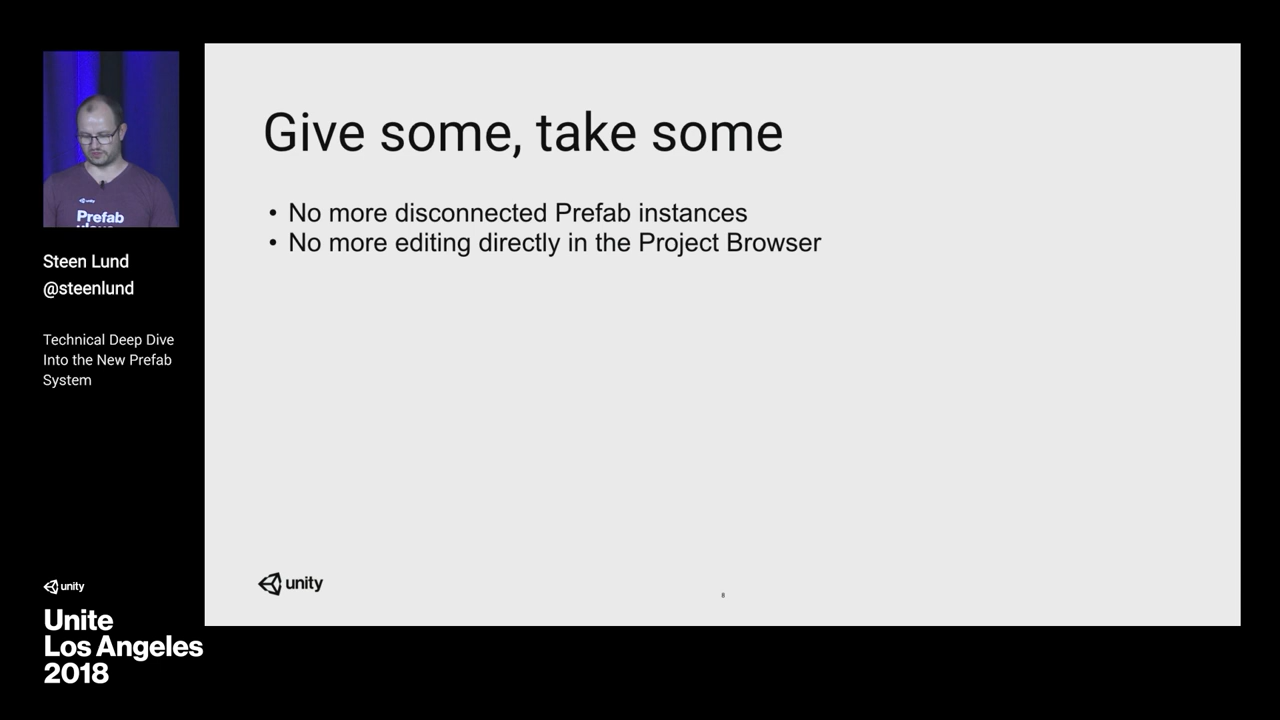 unity
Prefab
Steen Lund
@steenlund
Technical Deep Dive
Into the New Prefab
System
unity
Unite
Los Angeles
2018
Give some, take some
• No more disconnected Prefab instances
• No more editing directly in the Project Browser
unity